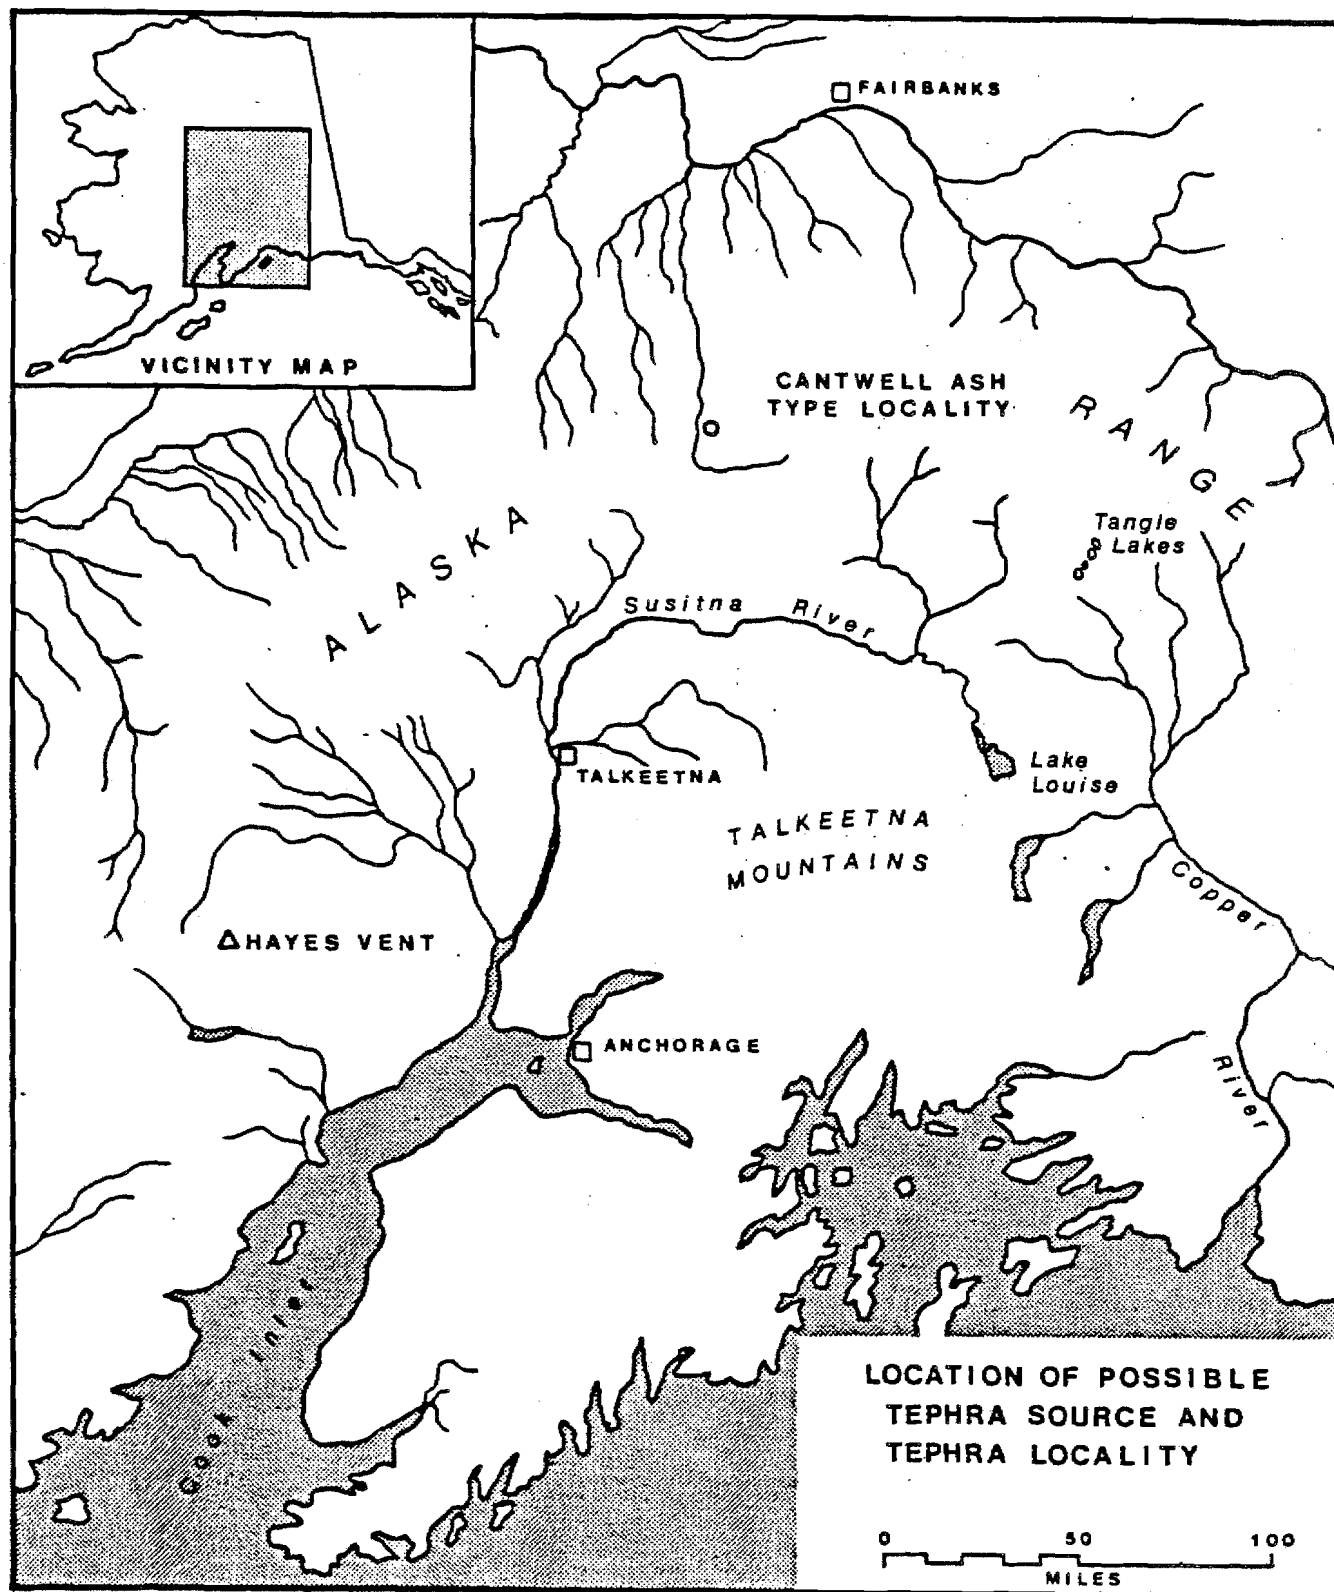 FAIRBANKS
VICINITY MAP
CANTWELL ASH
TYPE LOCALITY
RANGE
ALASKA
Tangle
Lakes
Susitna River
TALKEETNA
Lake
Louise
TALKEETNA
MOUNTAINS
Copper
River
HAYES VENT
ANCHORAGE
Cook Inlet
LOCATION OF POSSIBLE
TEPHRA SOURCE AND
TEPHRA LOCALITY
0 50 100
MILES